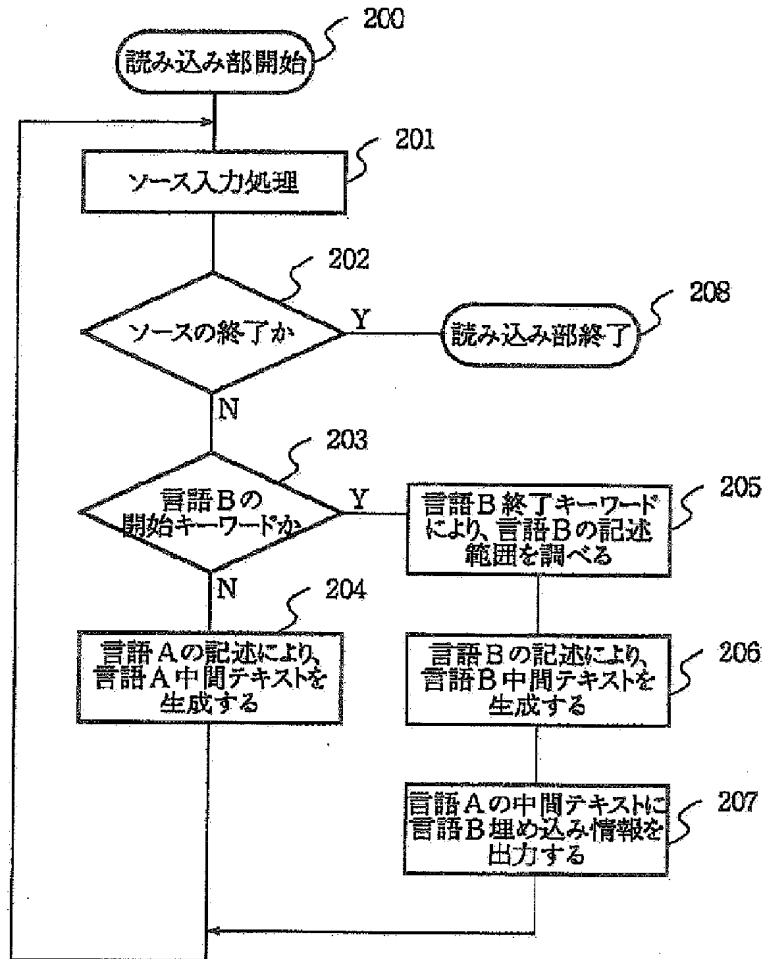 200
読み込み部開始
201
ソース入力処理
202
ソースの終了か
Y
208
読み込み部終了
N
203
言語Bの
開始キーワードか
Y
205
言語B終了キーワード
により、言語Bの記述
範囲を調べる
N
204
言語Aの記述により、
言語A中間テキストを
生成する
206
言語Bの記述により、
言語B中間テキストを
生成する
207
言語Aの中間テキストに
言語B埋め込み情報を
出力する